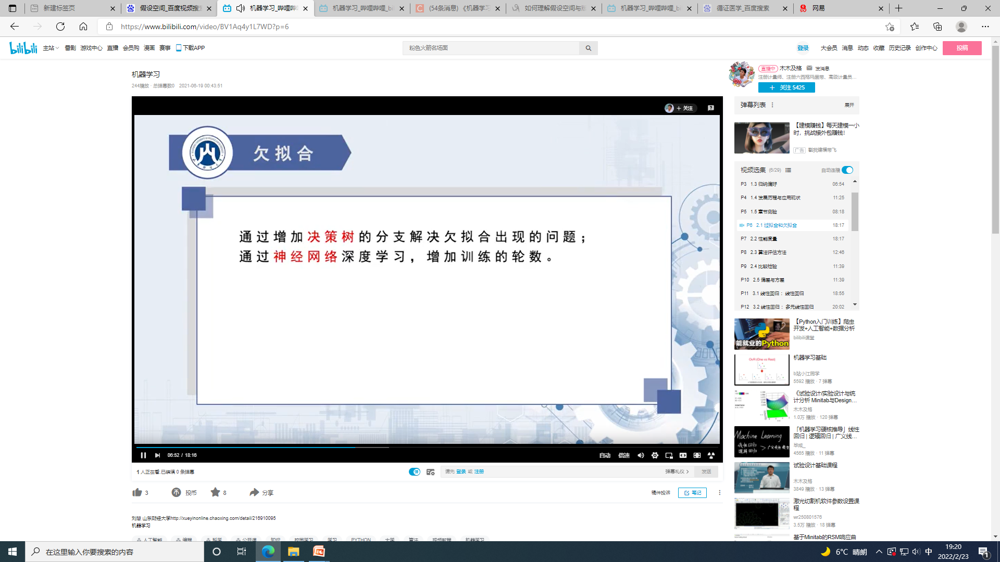 新建标签页
假设空间_百度视频搜
机器学习_哔哩哔
机器学习_哔哩哔哩_bi
(54条消息)《机器学习
如何理解假设空间与版
机器学习_哔哩哔哩_bi
循证医学_百度搜索
网易
https://www.bilibili.com/video/BV1Aq4y1L7WD?p=6
bilibili 主站 番剧 游戏中心 直播 会员购 漫画 赛事 下载APP
粉色火箭名场面
登录 大会员 消息 动态 收藏 历史记录 创作中心 投稿
机器学习
244播放 · 总弹幕数0 2021-06-19 00:43:51
直播中 木木及格 发消息
注册计量师、注册六西格玛黑带、高级计量员...
+ 关注 5425
+ 关注
欠拟合
通过增加决策树的分支解决欠拟合出现的问题；
通过神经网络深度学习，增加训练的轮数。
06:52 / 18:16
自动 倍速
1 人正在看,已装填 0 条弹幕
弹
请先 登录 或 注册
弹幕礼仪
发送
3 投币 8 分享
稿件投诉 笔记
刘慧 山东财经大学http://xueyinonline.chaoxing.com/detail/216910095
机器学习
人工智能 编程 科学 公开课 知识 校园学习 学习 PYTHON 大学 算法 视频教程 机器学习
弹幕列表 展开
【建模赚钱】每天建模一小
时，挑战接外包赚钱！
广告 戳我建模带飞
视频选集 (6/29) 自动连播
P3 1.3 归纳偏好 06:54
P4 1.4 发展历程与应用现状 11:25
P5 1.5 章节测验 08:18
P6 2.1 过拟合和欠拟合 18:17
P7 2.2 性能度量 18:17
P8 2.3 算法评估方法 12:46
P9 2.4 比较检验 11:39
P10 2.5 偏差与方差 11:39
P11 3.1 线性回归： 线性回归 18:55
P12 3.2 线性回归： 多元线性回归 20:02
能就业的Python
【Python入门训练】爬虫
开发+人工智能+数据分析
bilibili课堂
OvR (One vs Rest)
机器学习基础
b站小江同学
5592 播放 · 7 弹幕
《试验设计/实验设计与统
计分析 Minitab与Design...
木木及格
1.0万 播放 · 120 弹幕
Machine Learning
线性回归
逻辑回归
「机器学习硬核推导」线性
回归 | 逻辑回归 | 广义线...
毕成_
4565 播放 · 11 弹幕
试验设计基础课程
木木及格
3849 播放 · 13 弹幕
激光切割机软件参数设置课
程
wr250801576
3.5万 播放 · 18 弹幕
基于Minitab的RSM响应曲
在这里输入你要搜索的内容
6°C 晴朗
中
19:20
2022/2/23
1